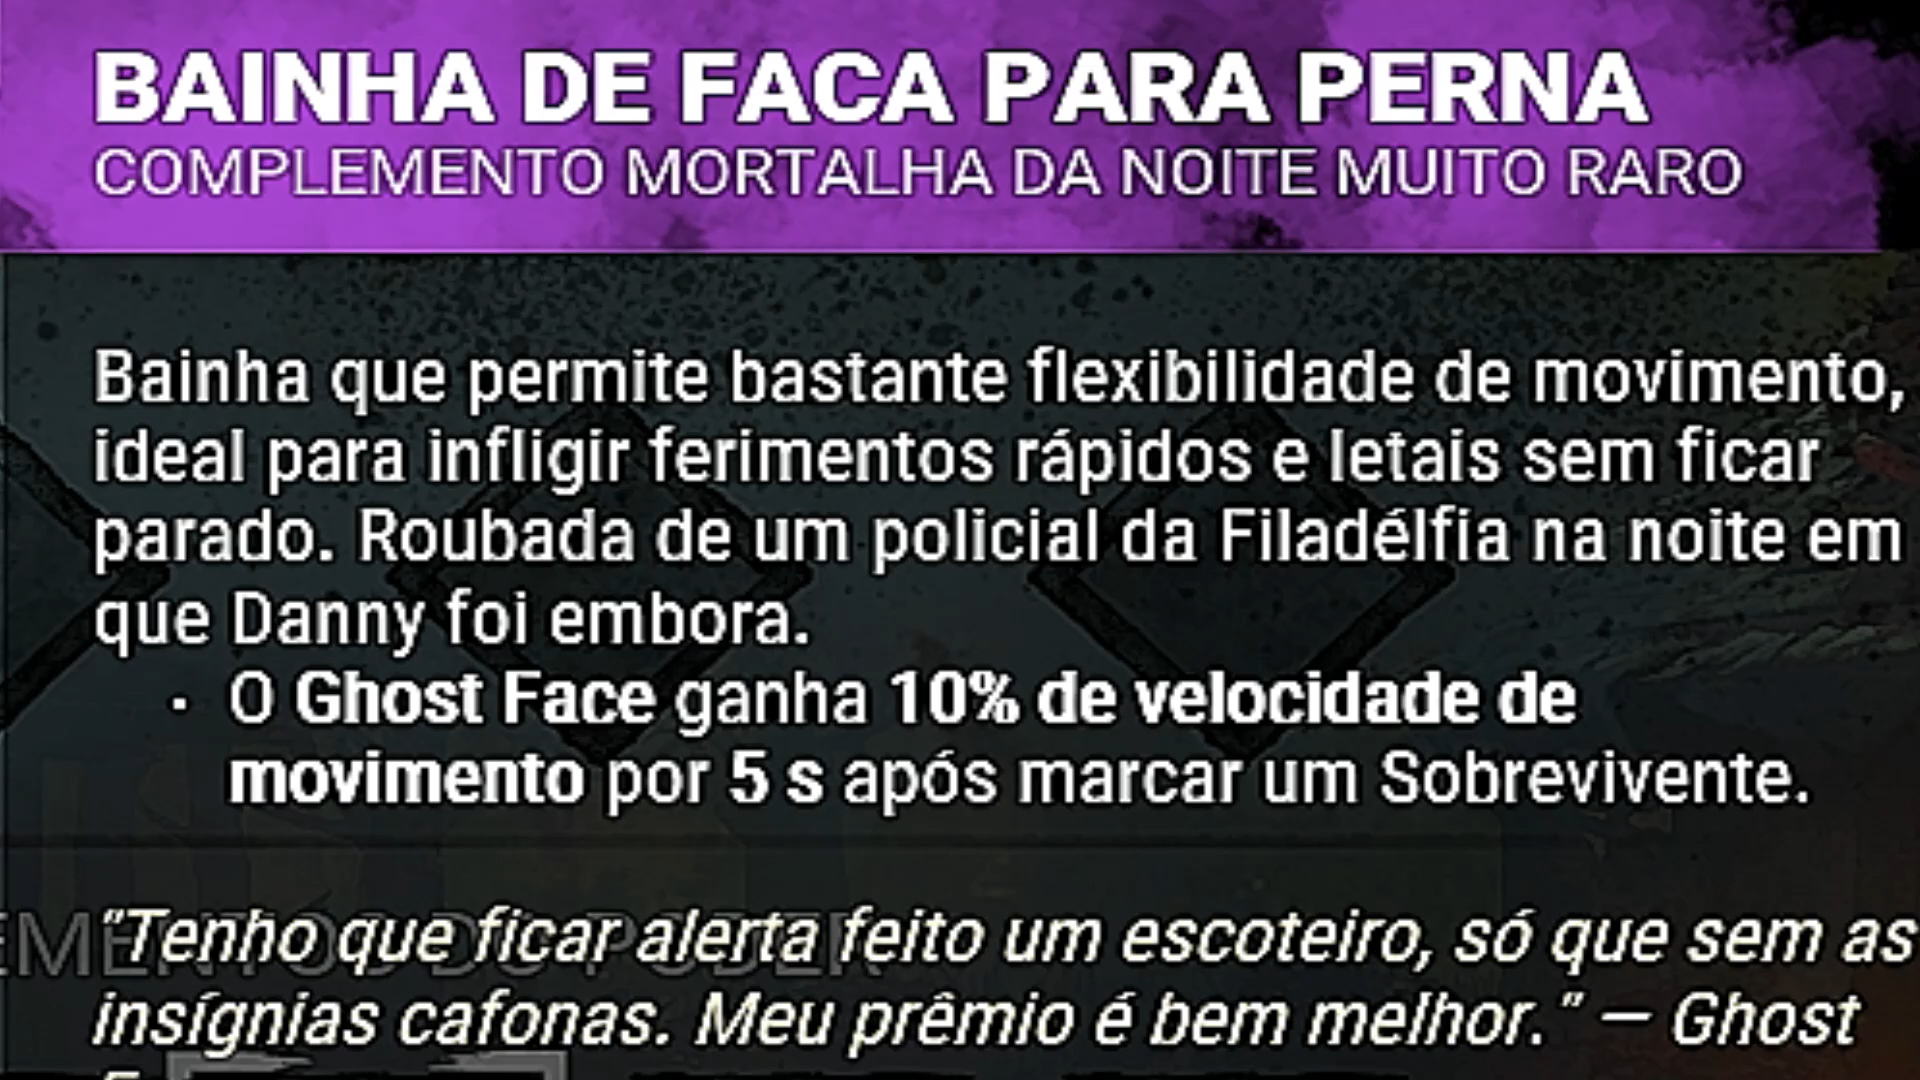 BAINHA DE FACA PARA PERNA
COMPLEMENTO MORTALHA DA NOITE MUITO RARO
Bainha que permite bastante flexibilidade de movimento,
ideal para infligir ferimentos rápidos e letais sem ficar
parado. Roubada de um policial da Filadélfia na noite em
que Danny foi embora.
· O Ghost Face ganha 10% de velocidade de
movimento por 5 s após marcar um Sobrevivente.
"Tenho que ficar alerta feito um escoteiro, só que sem as
insígnias cafonas. Meu prêmio é bem melhor." — Ghost